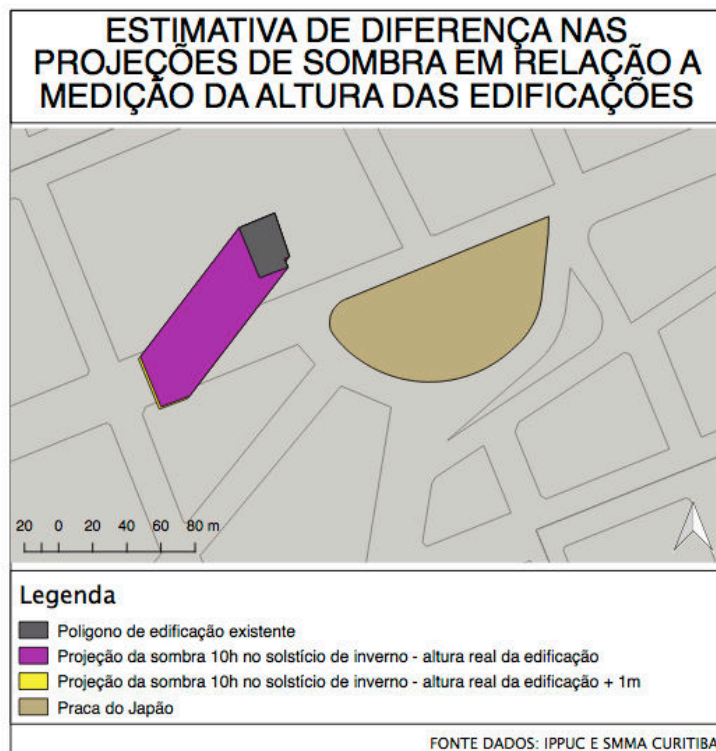 ESTIMATIVA DE DIFERENÇA NAS
PROJEÇÕES DE SOMBRA EM RELAÇÃO A
MEDIÇÃO DA ALTURA DAS EDIFICAÇÕES
20 0 20 40 60 80 m
Legenda
Poligono de edificação existente
Projeção da sombra 10h no solstício de inverno - altura real da edificação
Projeção da sombra 10h no solstício de inverno - altura real da edificação + 1m
Praca do Japão
FONTE DADOS: IPPUC E SMMA CURITIBA